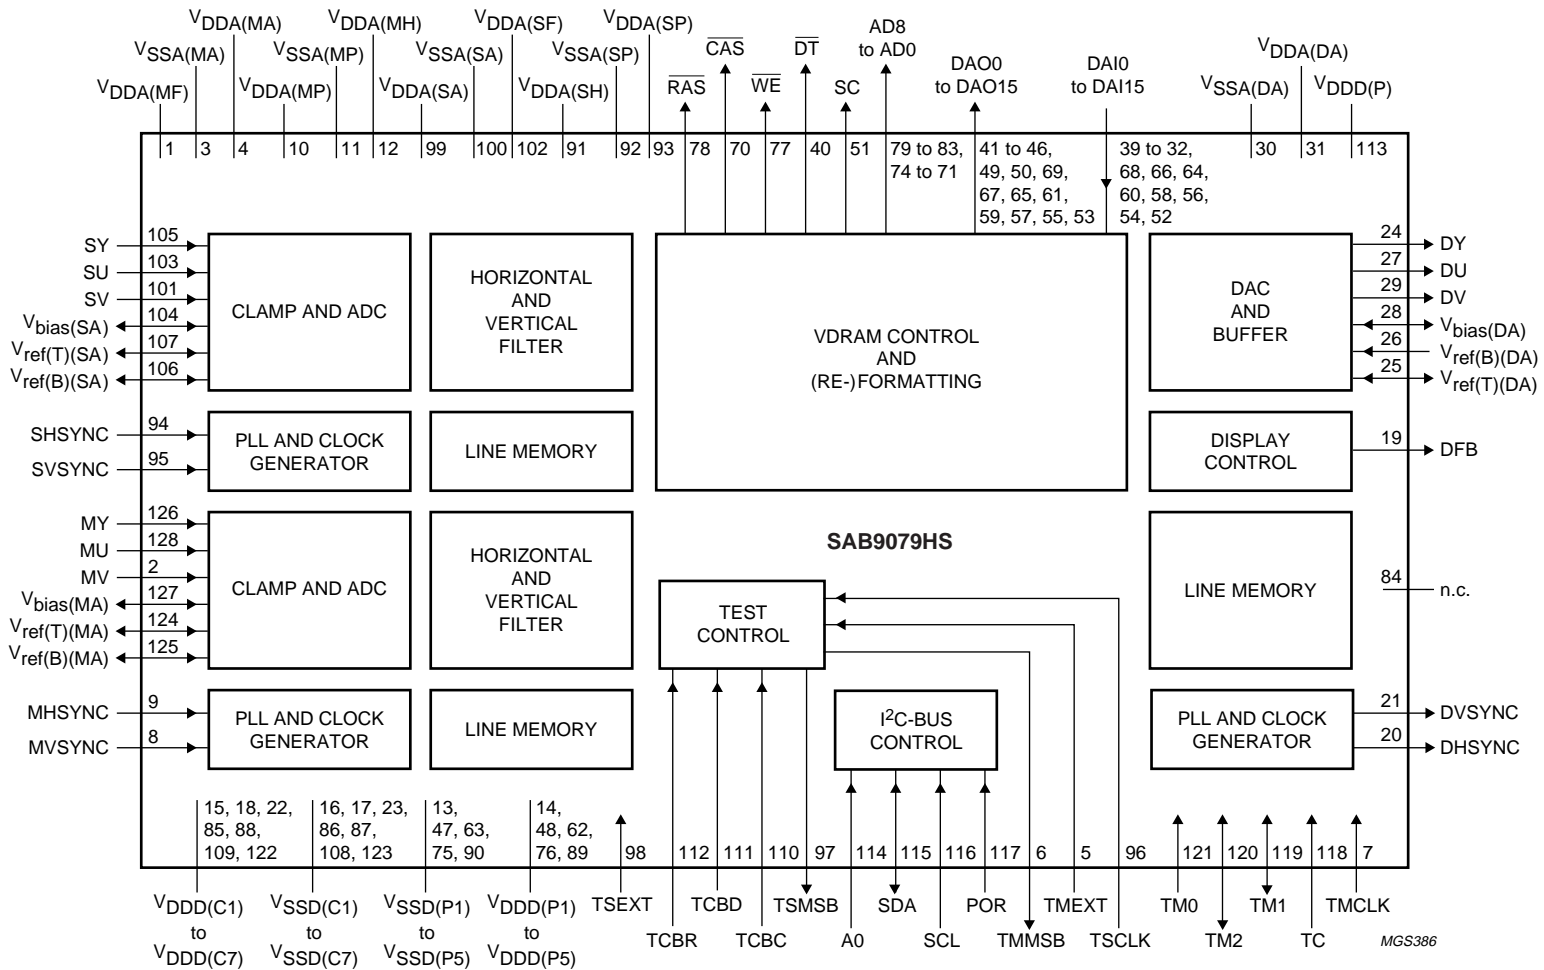 VDDA(MF)
VSSA(MA)
VDDA(MA)
VDDA(MP)
VSSA(MP)
VDDA(MH)
VDDA(SA)
VSSA(SA)
VDDA(SF)
VDDA(SH)
VSSA(SP)
VDDA(SP)
RAS
CAS
WE
DT
SC
AD8
to AD0
DAO0
to DAO15
DAI0
to DAI15
VSSA(DA)
VDDA(DA)
VDDD(P)
1
3
4
10
11
12
99
100
102
91
92
93
78
70
77
40
51
79 to 83,
74 to 71
41 to 46,
49, 50, 69,
67, 65, 61,
59, 57, 55, 53
39 to 32,
68, 66, 64,
60, 58, 56,
54, 52
30
31
113
SY
105
SU
103
SV
101
Vbias(SA)
104
Vref(T)(SA)
107
Vref(B)(SA)
106
CLAMP AND ADC
HORIZONTAL
AND
VERTICAL
FILTER
VDRAM CONTROL
AND
(RE-)FORMATTING
DAC
AND
BUFFER
24
DY
27
DU
29
DV
28
Vbias(DA)
26
Vref(B)(DA)
25
Vref(T)(DA)
SHSYNC
94
SVSYNC
95
PLL AND CLOCK
GENERATOR
LINE MEMORY
DISPLAY
CONTROL
19
DFB
MY
126
MU
128
MV
2
Vbias(MA)
127
Vref(T)(MA)
124
Vref(B)(MA)
125
CLAMP AND ADC
HORIZONTAL
AND
VERTICAL
FILTER
SAB9079HS
TEST
CONTROL
LINE MEMORY
84
n.c.
MHSYNC
9
MVSYNC
8
PLL AND CLOCK
GENERATOR
LINE MEMORY
I2C-BUS
CONTROL
PLL AND CLOCK
GENERATOR
21
DVSYNC
20
DHSYNC
15, 18, 22,
85, 88,
109, 122
16, 17, 23,
86, 87,
108, 123
13,
47, 63,
75, 90
14,
48, 62,
76, 89
98
112
111
110
97
114
115
116
117
6
5
96
121
120
119
118
7
VDDD(C1)
to
VDDD(C7)
VSSD(C1)
to
VSSD(C7)
VSSD(P1)
to
VSSD(P5)
VDDD(P1)
to
VDDD(P5)
TSEXT
TCBR
TCBD
TCBC
TSMSB
A0
SDA
SCL
POR
TMMSB
TMEXT
TSCLK
TM0
TM2
TM1
TC
TMCLK
MGS386